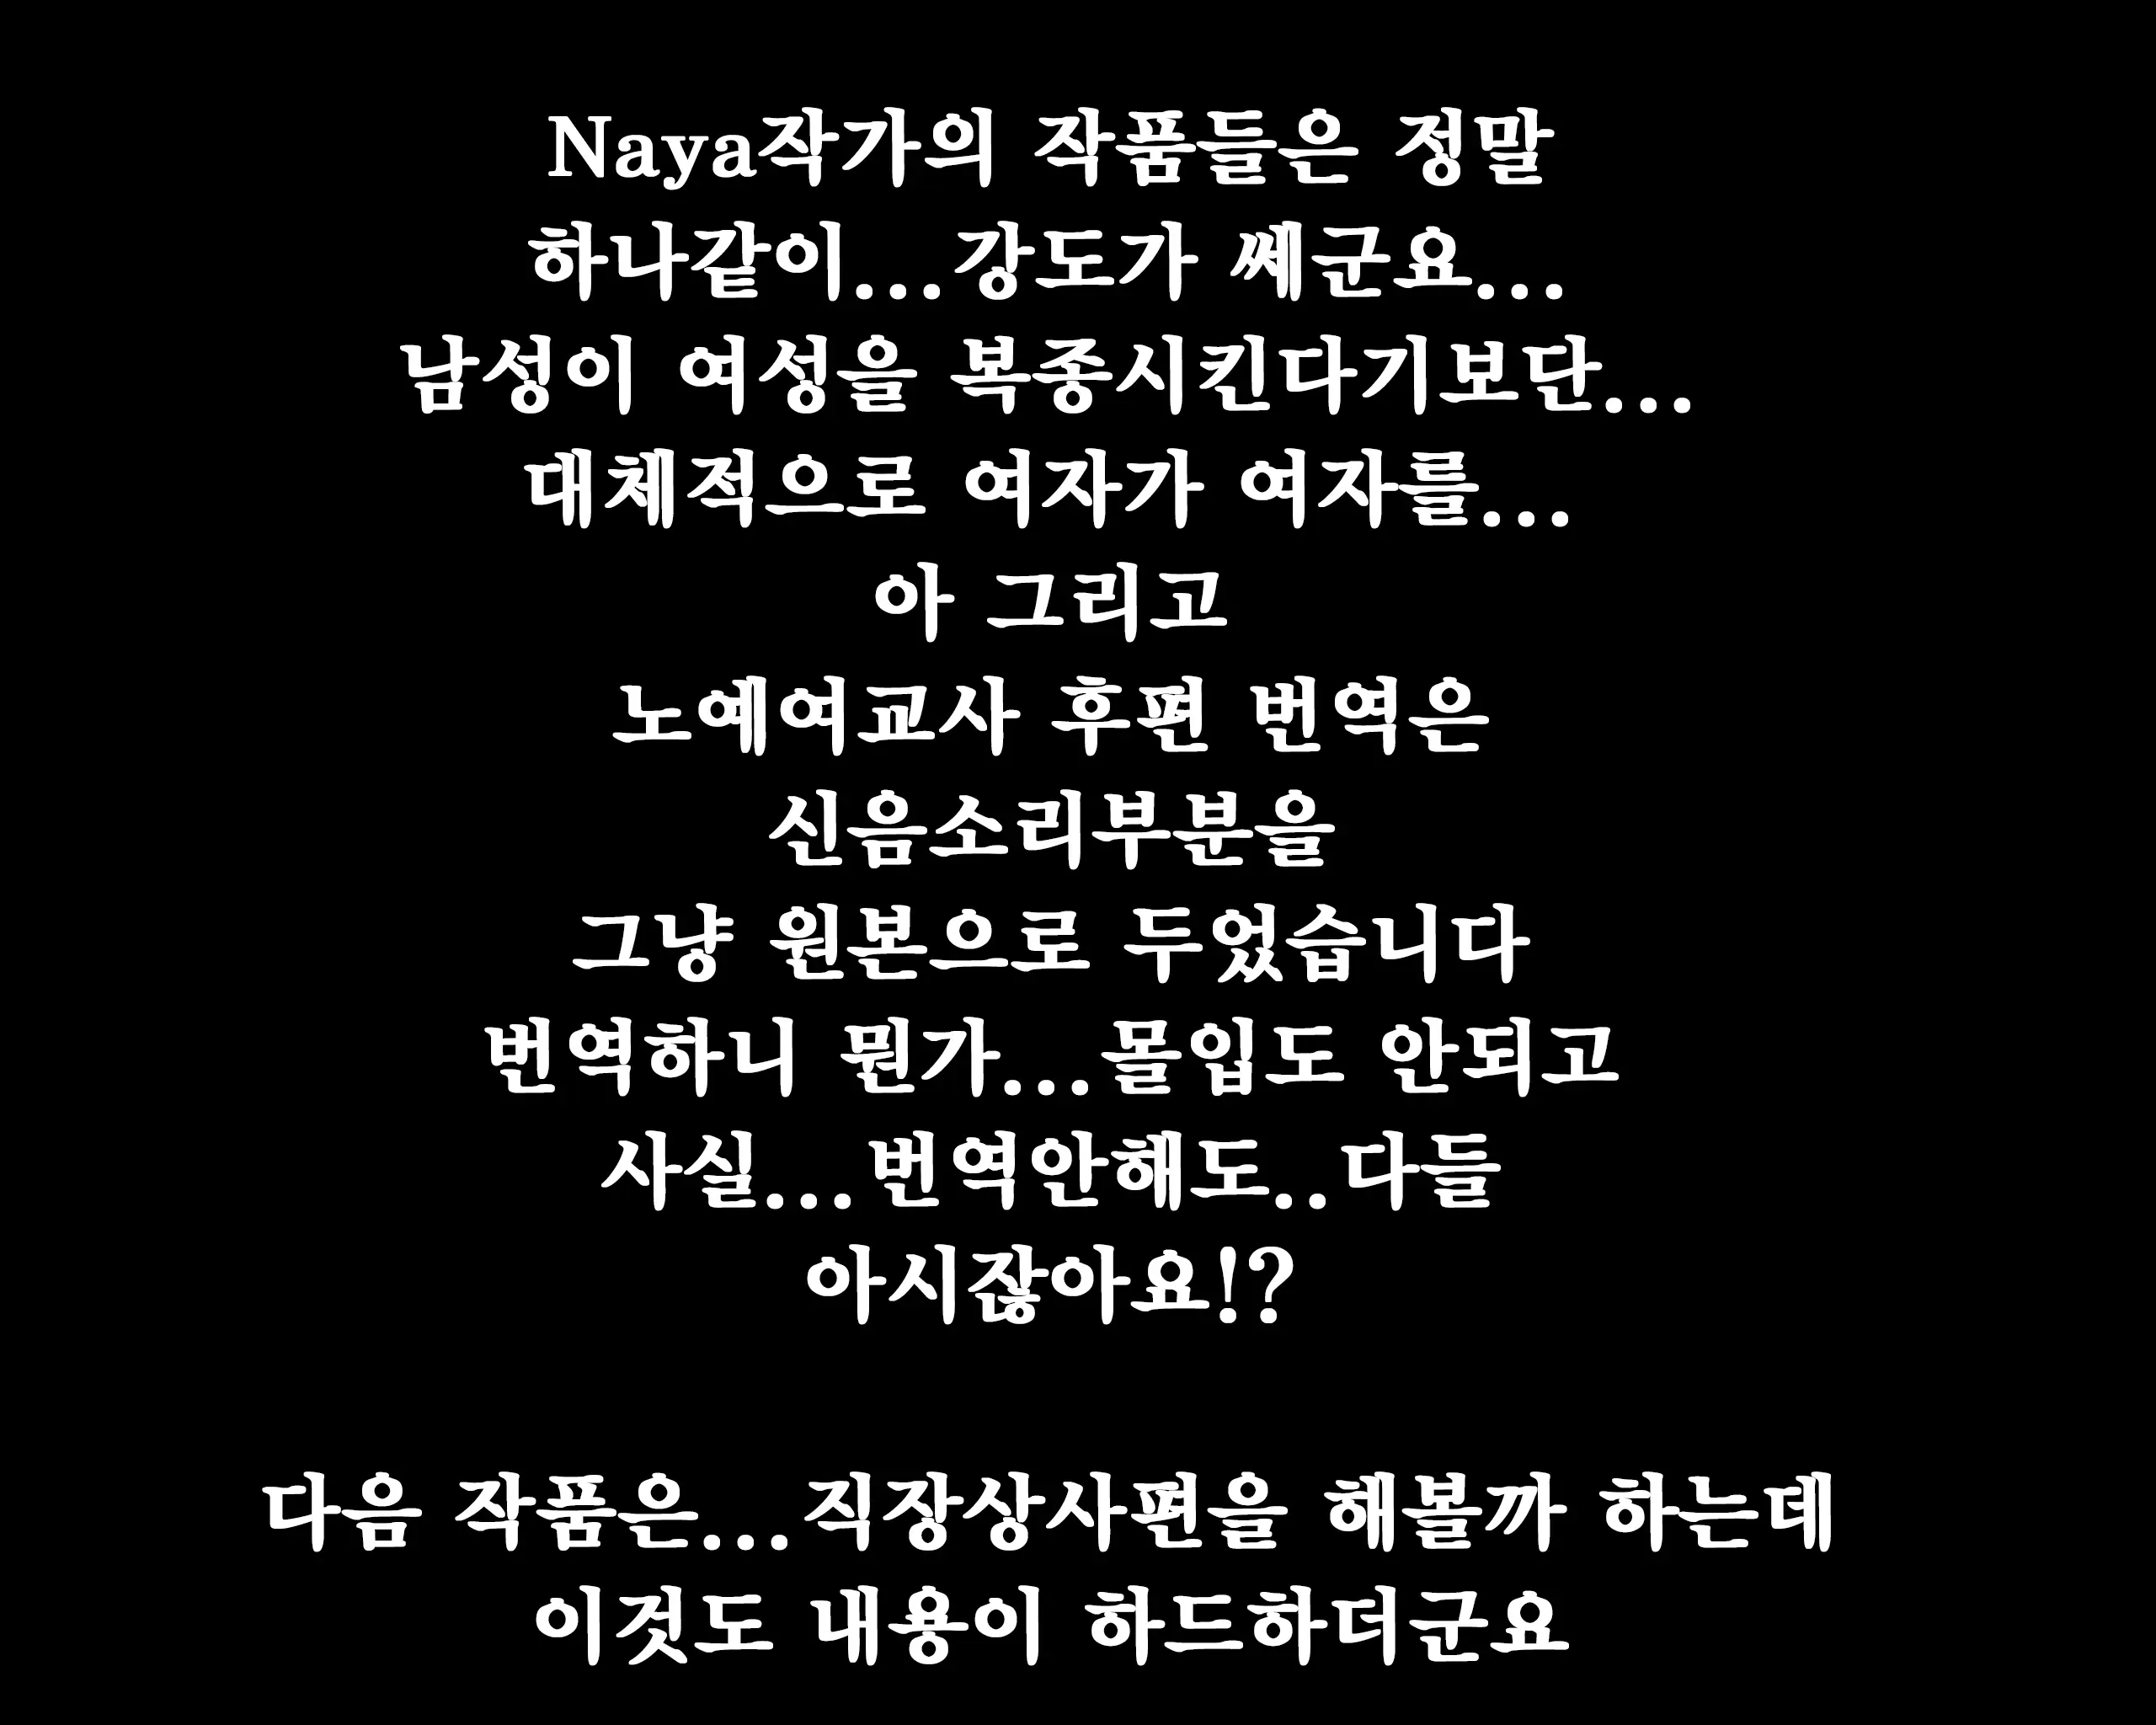 Naya작가의 작품들은 정말
하나같이...강도가 쎄군요...
남성이 여성을 복종시킨다기보단...
대체적으로 여자가 여자를...
아 그리고
노예여교사 후편 번역은
신음소리부분을
그냥 원본으로 두었습니다
번역하니 뭔가...몰입도 안되고
사실...번역안해도..다들
아시잖아요!?
다음 작품은...직장상사편을 해볼까 하는데
이것도 내용이 하드하더군요